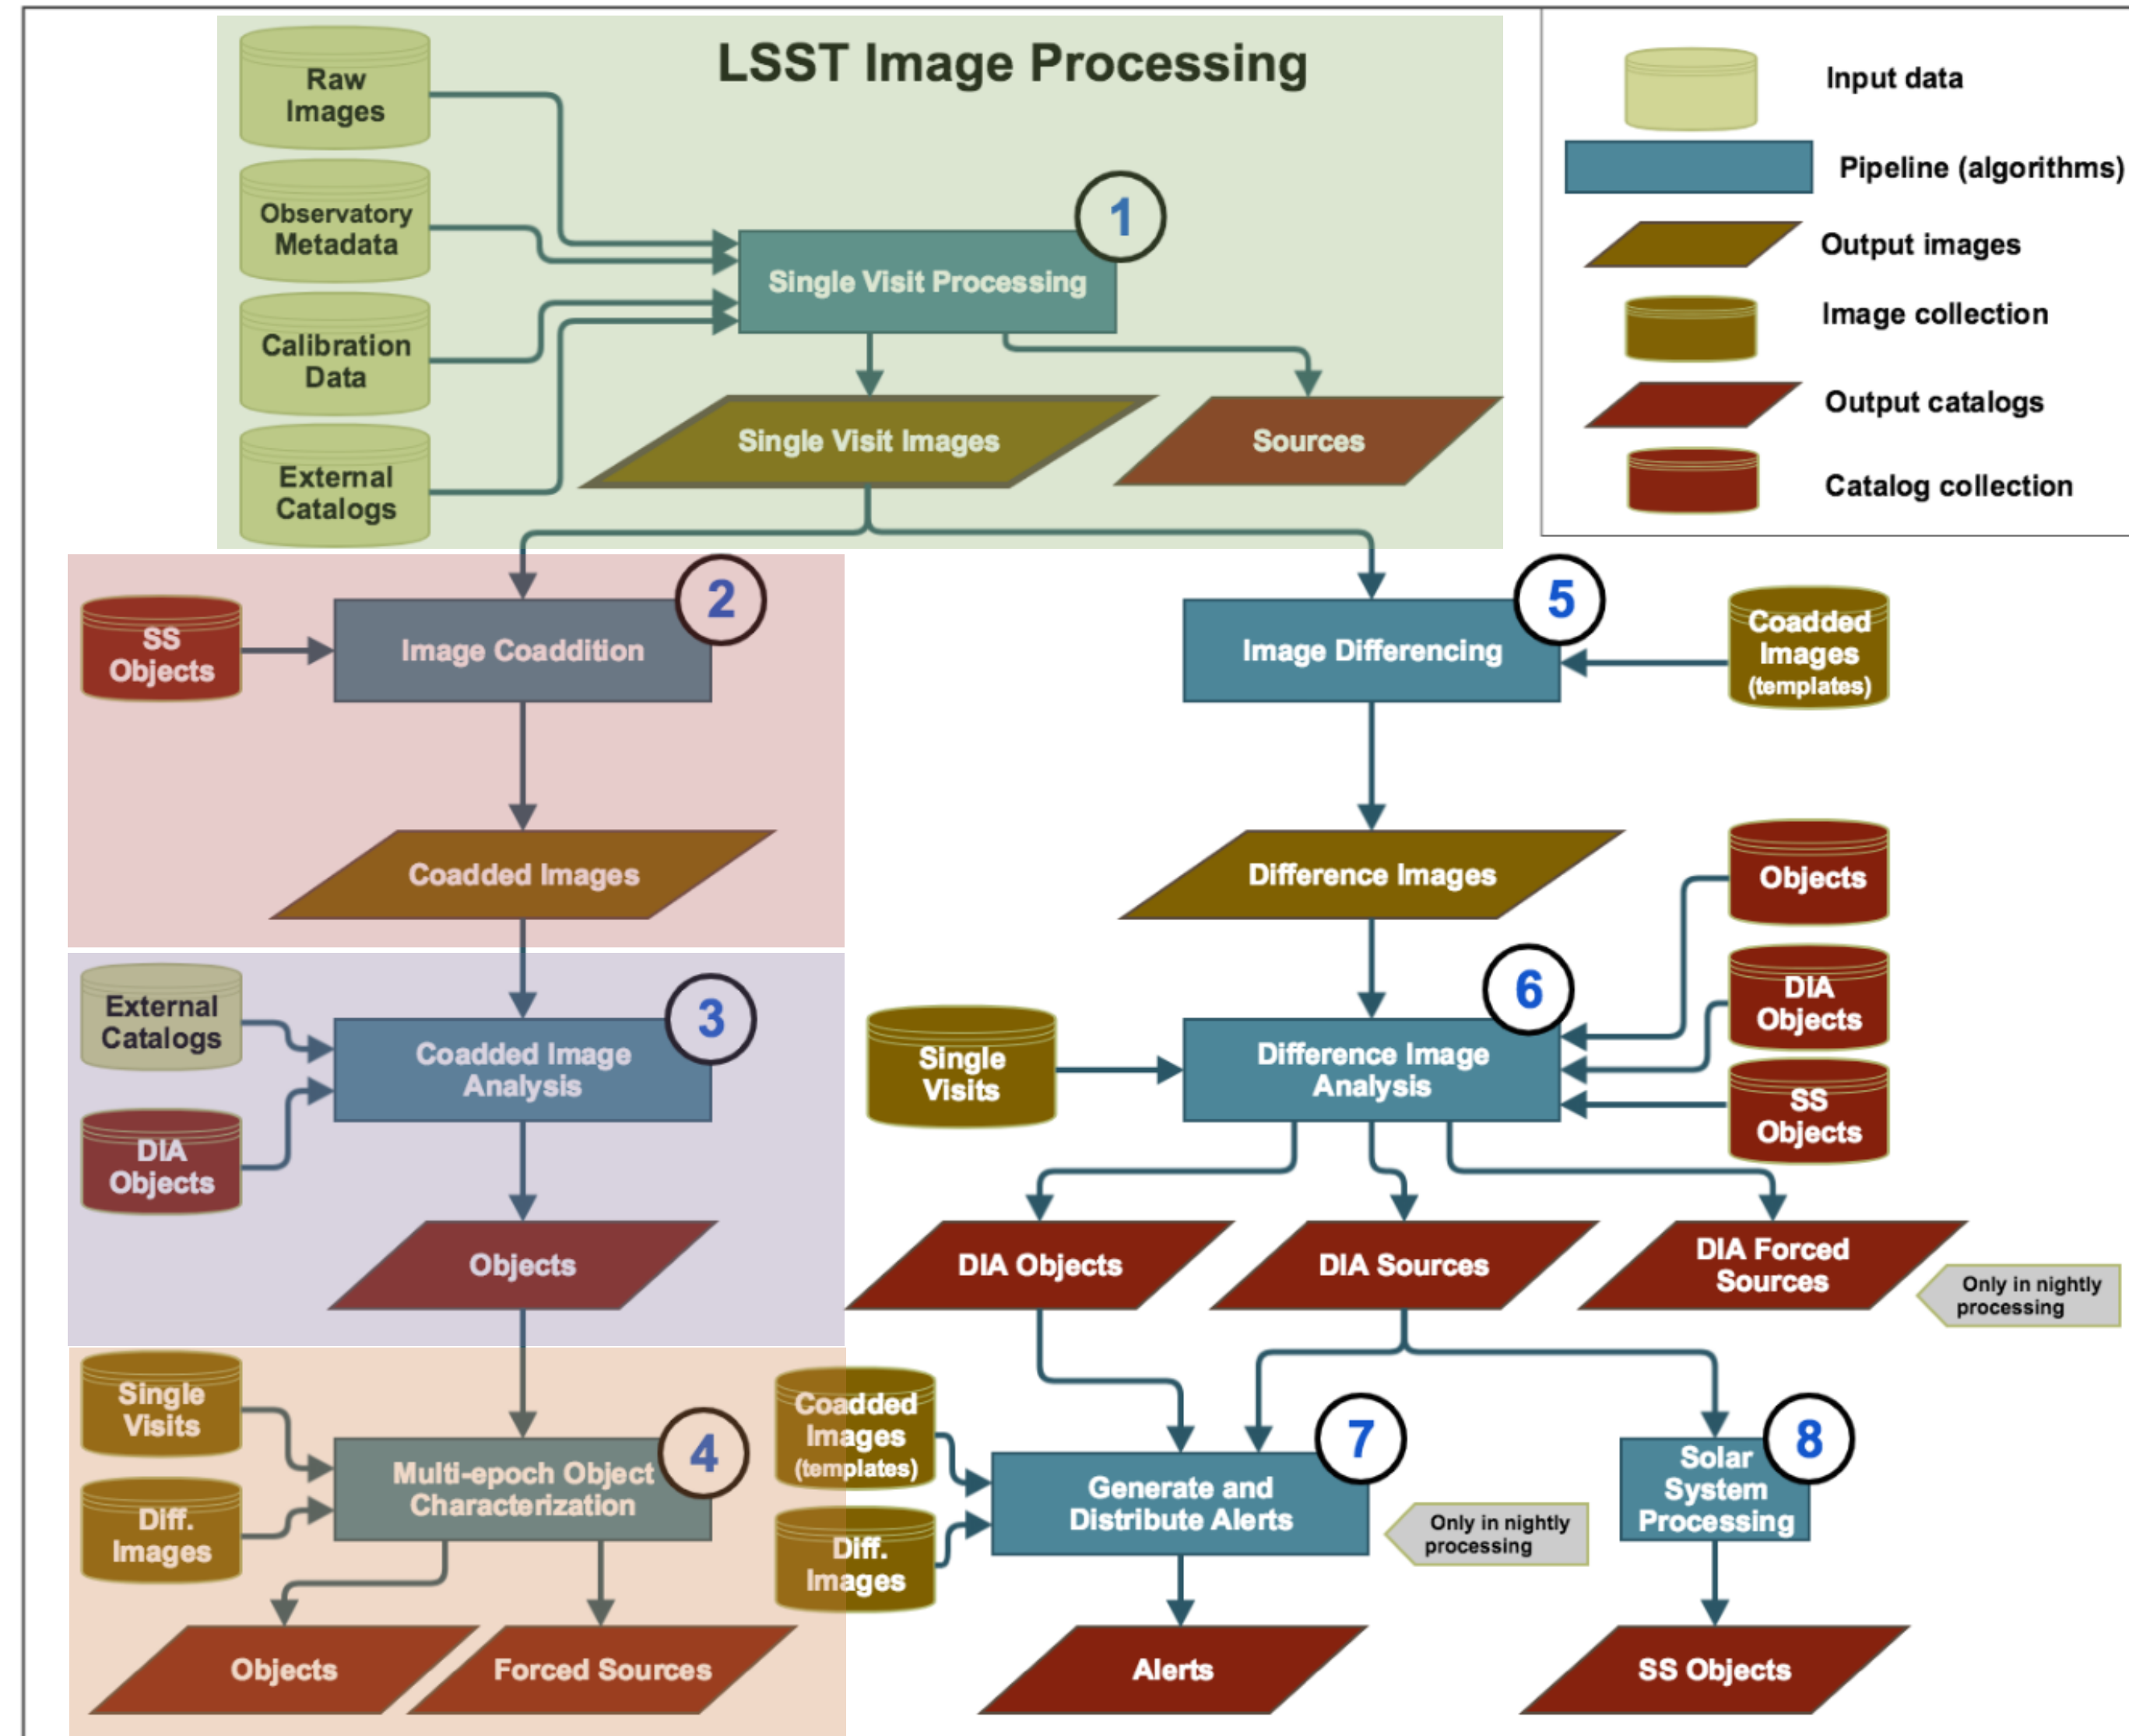 LSST Image Processing
Raw
Images
Observatory
Metadata
Calibration
Data
External
Catalogs
1
Single Visit Processing
Single Visit Images
Sources
Input data
Pipeline (algorithms)
Output images
Image collection
Output catalogs
Catalog collection
2
SS
Objects
Image Coaddition
Coadded Images
External
Catalogs
DIA
Objects
3
Coadded Image
Analysis
Objects
Single
Visits
Diff.
Images
4
Multi-epoch Object
Characterization
Objects
Forced Sources
5
Image Differencing
Coadded
Images
(templates)
Difference Images
Objects
DIA
Objects
SS
Objects
6
Single
Visits
Difference Image
Analysis
DIA Objects
DIA Sources
DIA Forced
Sources
Only in nightly
processing
Coadded
Images
(templates)
Diff.
Images
7
Generate and
Distribute Alerts
Only in nightly
processing
8
Solar
System
Processing
Alerts
SS Objects